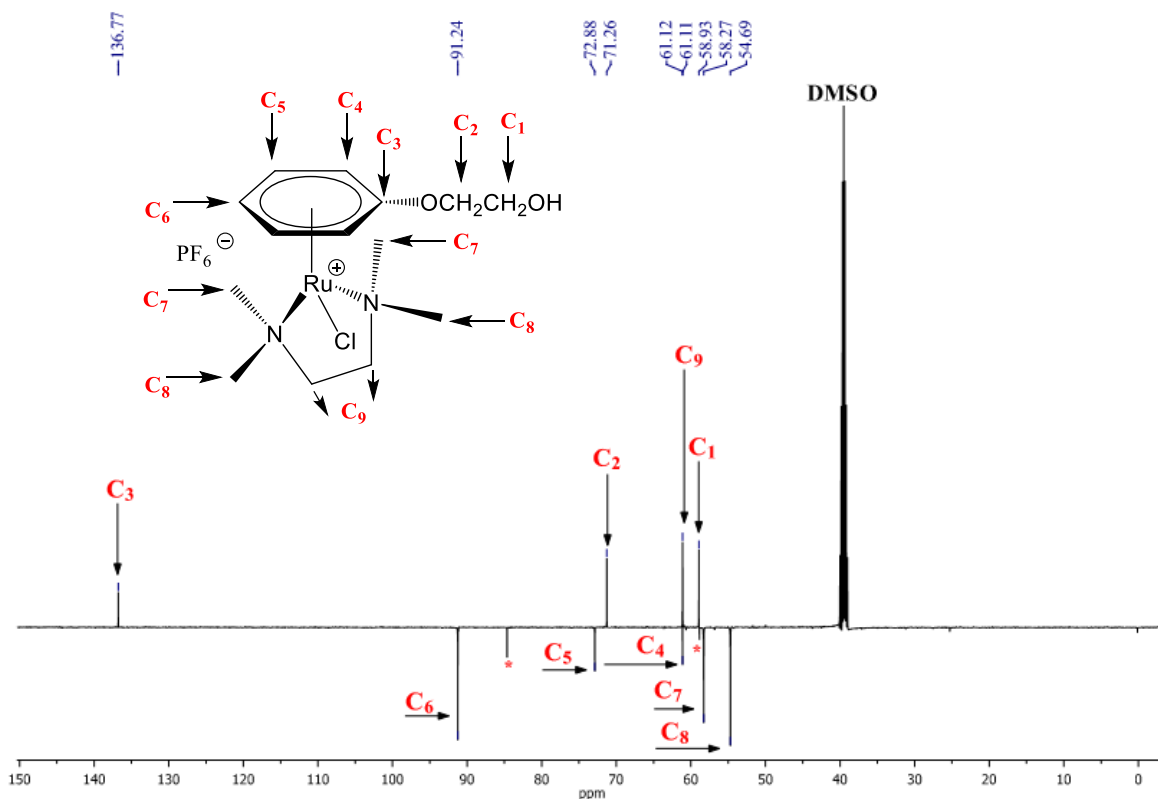 -136.77
-91.24
-72.88
-71.26
61.12
61.11
58.93
58.27
54.69
DMSO
C5
C4
C3
C2
C1
C6
OCH2CH2OH
PF6 ⊖
C7
Ru ⊕
C7
N
N
Cl
C8
C8
C9
C9
C1
C2
C3
C5
C4
*
*
C6
C7
C8
150 140 130 120 110 100 90 80 70 60 50 40 30 20 10 0
ppm